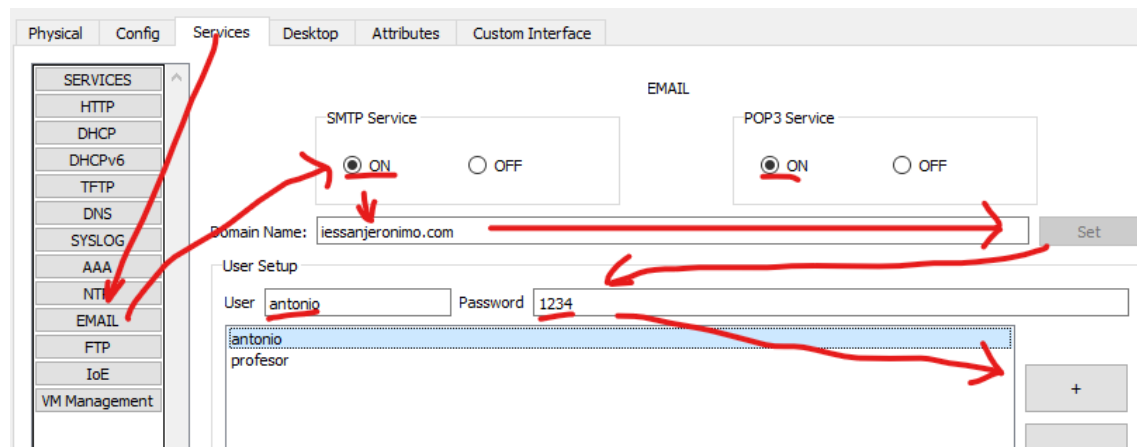 Physical Config Services Desktop Attributes Custom Interface
SERVICES
HTTP
DHCP
DHCPv6
TFTP
DNS
SYSLOG
AAA
NTP
EMAIL
FTP
IoE
VM Management
EMAIL
SMTP Service
ON OFF
POP3 Service
ON OFF
Domain Name: iessanjeronimo.com Set
User Setup
User antonio Password 1234
antonio
profesor
+